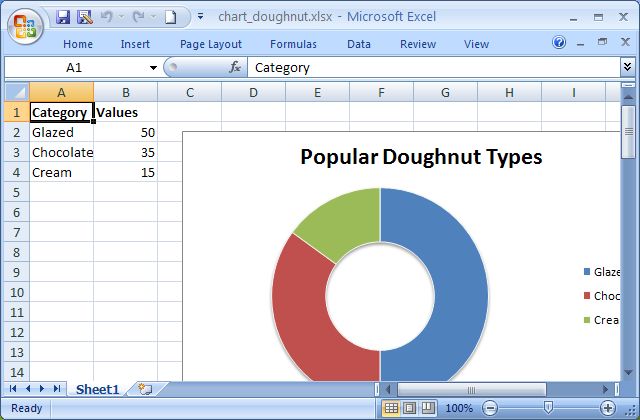 chart_doughnut.xlsx - Microsoft Excel
Home Insert Page Layout Formulas Data Review View
A1 fx Category
A B C D E F G H I
1 Category Values
2 Glazed 50
3 Chocolate 35
4 Cream 15
5
6
7
8
9
10
11
12
13
14
Popular Doughnut Types
Glaze
Choc
Crea
Sheet1
Ready 100%